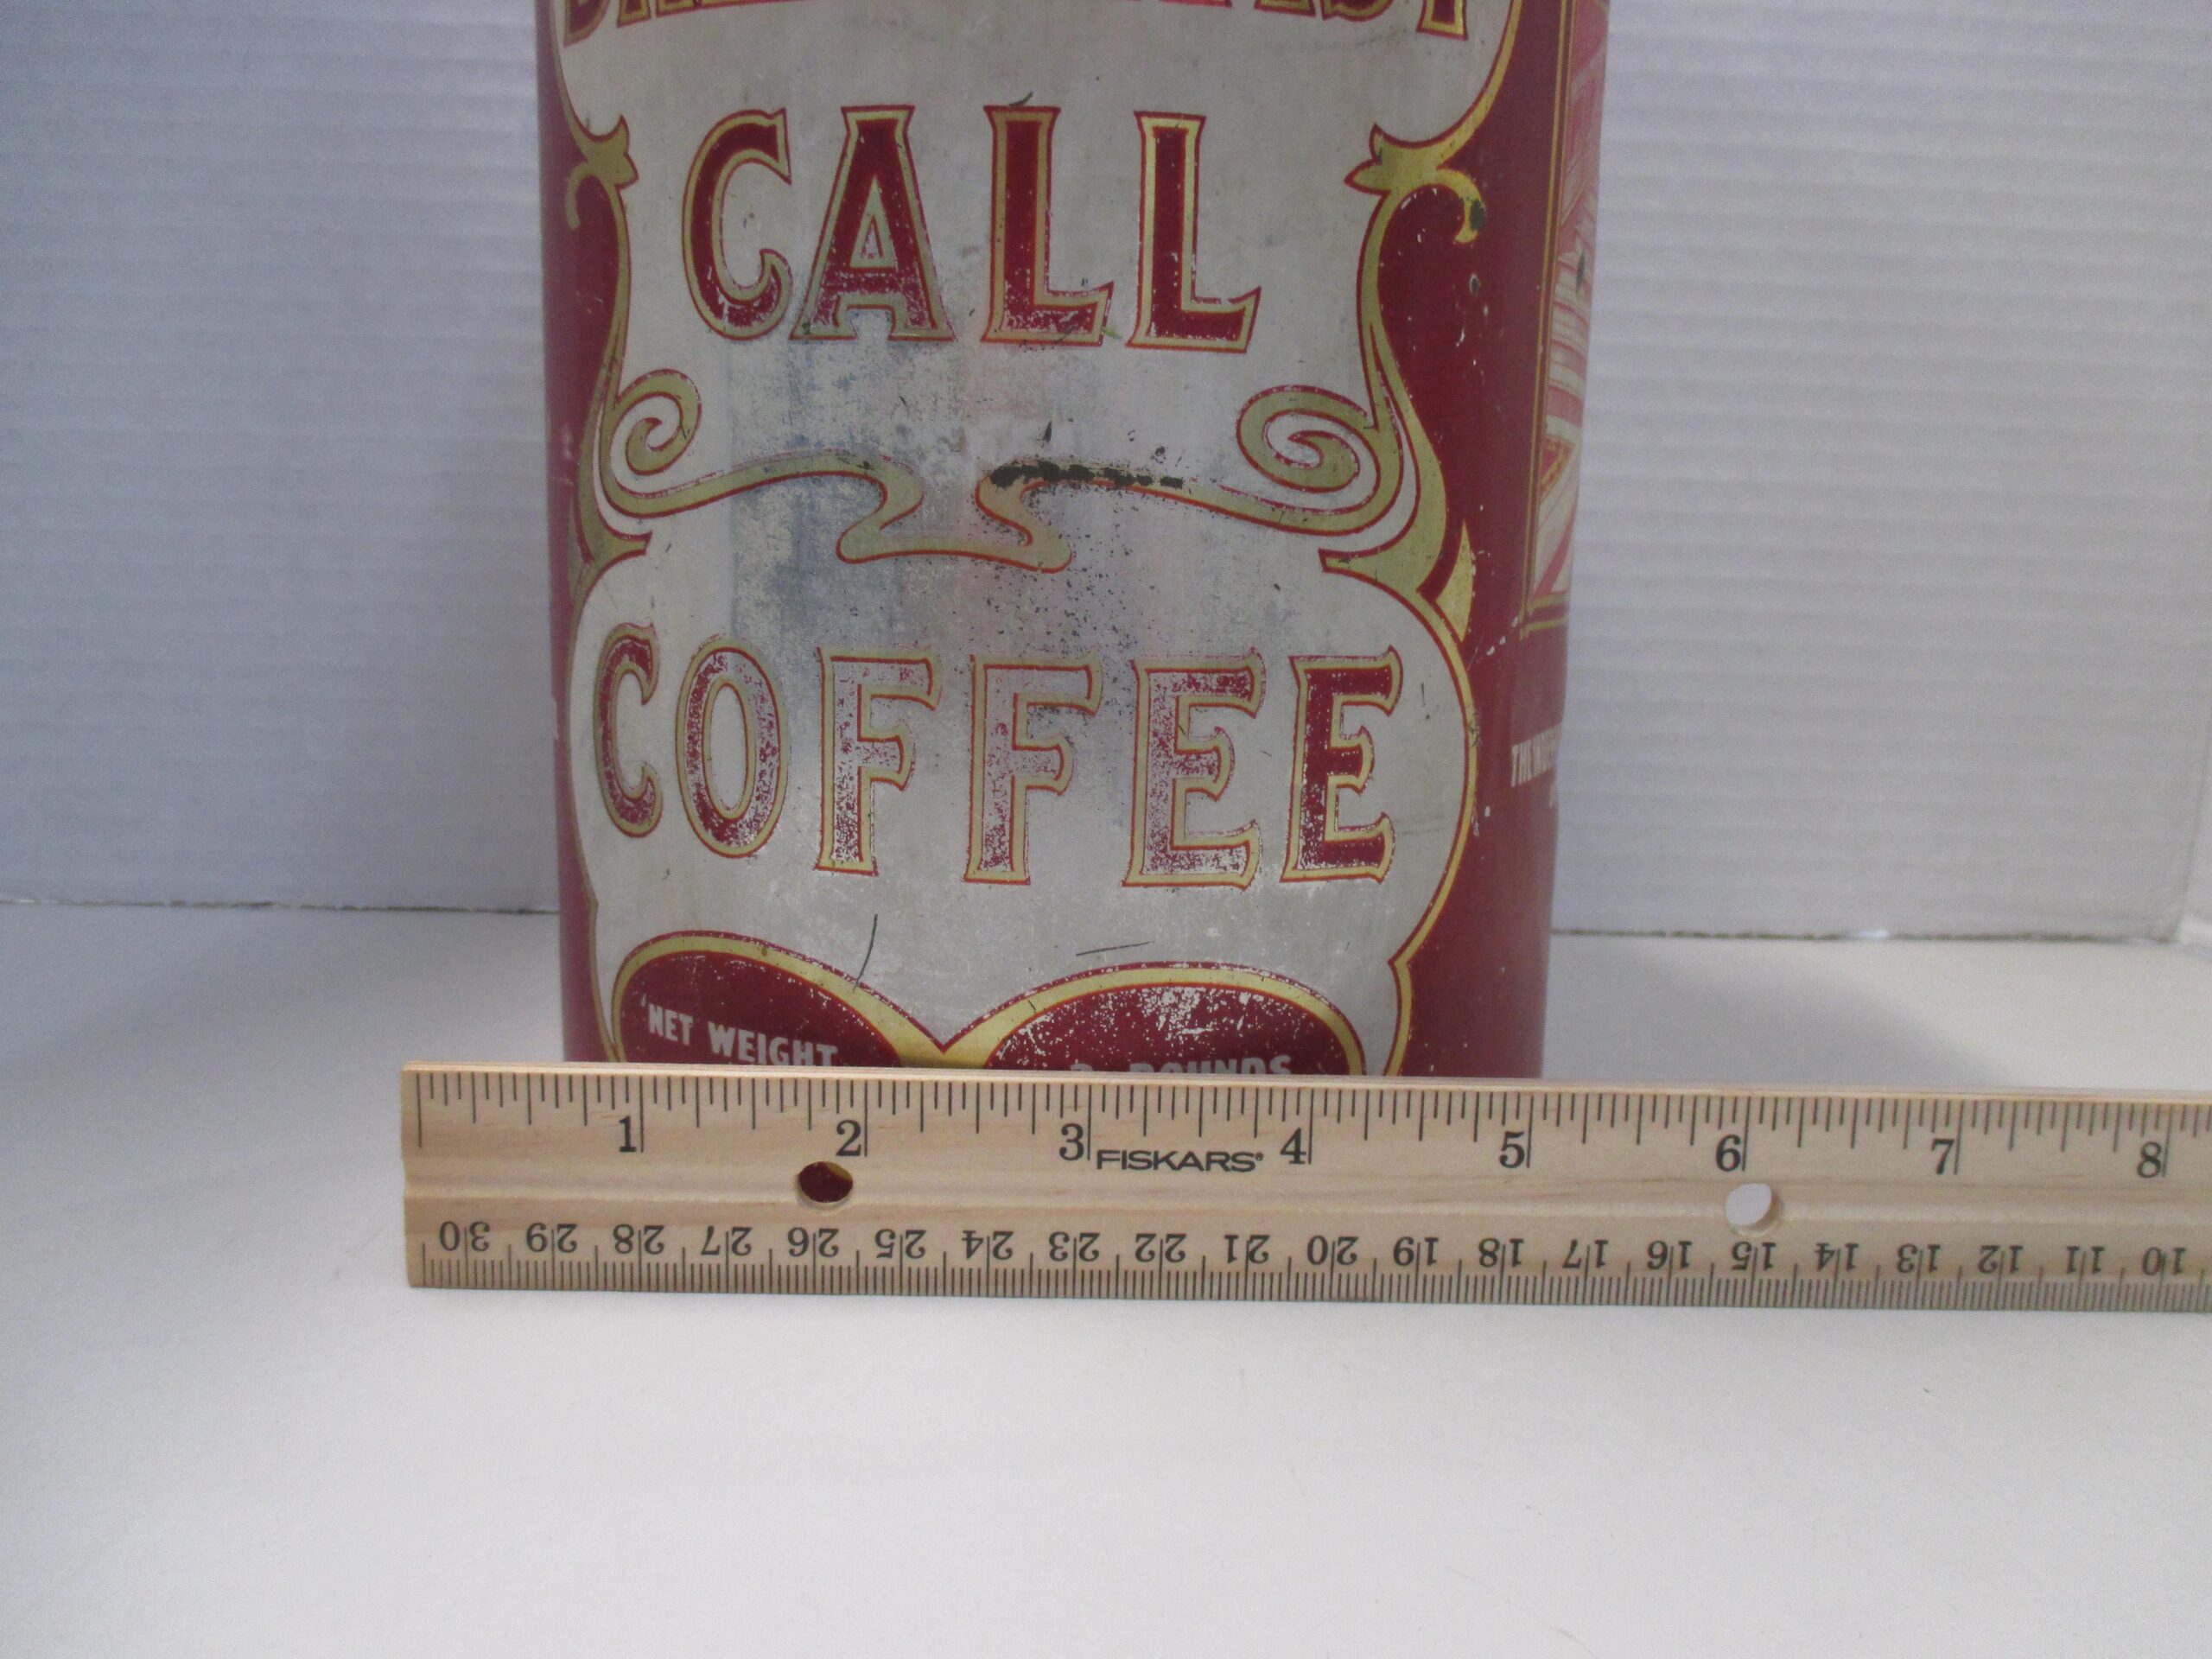 CALL
COFFEE
NET WEIGHT
POUNDS
1 2 3 FISKARS® 4 5 6 7 8
30 29 28 27 26 25 24 23 22 21 20 19 18 17 16 15 14 13 12 11 10